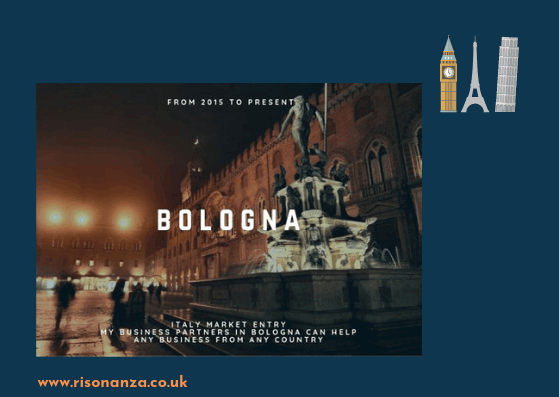 FROM 2015 TO PRESENT
BOLOGNA
ITALY MARKET ENTRY
MY BUSINESS PARTNERS IN BOLOGNA CAN HELP
ANY BUSINESS FROM ANY COUNTRY
www.risonanza.co.uk